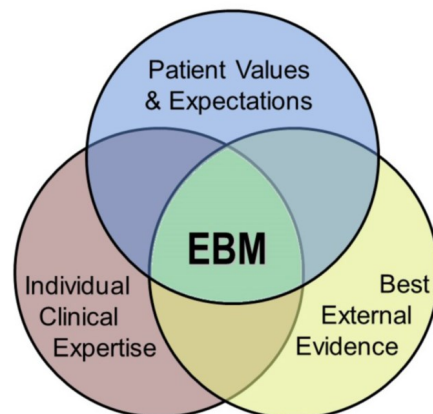 Patient Values
& Expectations
EBM
Individual
Clinical
Expertise
Best
External
Evidence